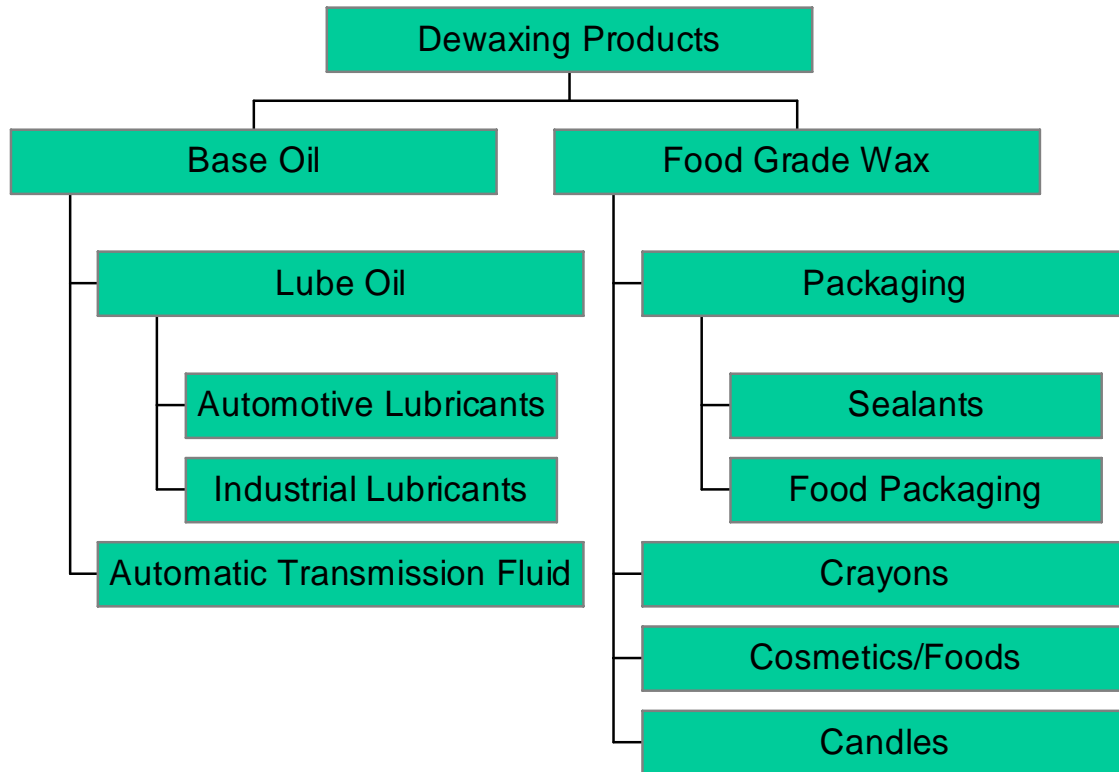 Dewaxing Products
Base Oil
Food Grade Wax
Lube Oil
Packaging
Automotive Lubricants
Sealants
Industrial Lubricants
Food Packaging
Automatic Transmission Fluid
Crayons
Cosmetics/Foods
Candles